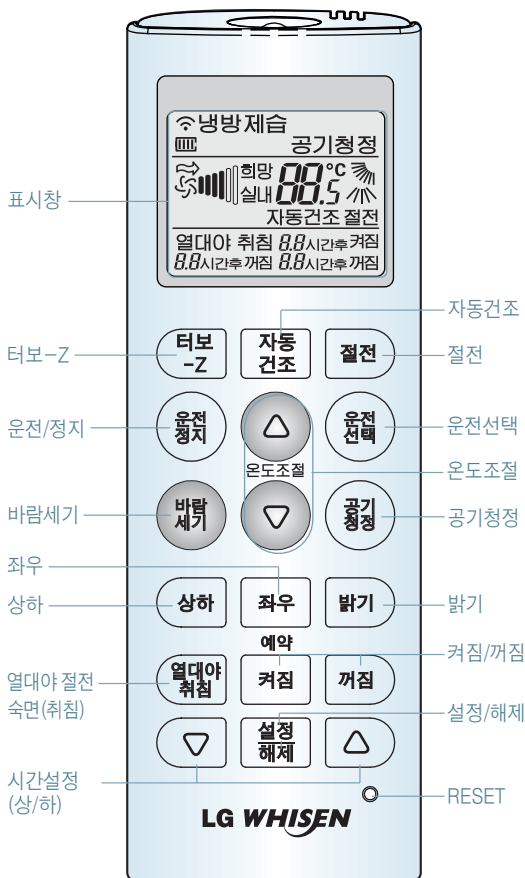 냉방 제습
공기청정
희망 88.5 °C
실내
자동건조 절전
열대야 취침 8.8시간후 켜짐
8.8시간후 꺼짐 8.8시간후 꺼짐
표시창
자동건조
터보-Z
터보
-Z
자동
건조
절전
절전
운전/정지
운전
정지
운전
선택
운전선택
온도조절
온도조절
바람세기
바람
세기
공기
청정
공기청정
좌우
상하
상하
좌우
밝기
밝기
예약
켜짐/꺼짐
열대야 절전
숙면(취침)
열대야
취침
켜짐
꺼짐
설정/해제
설정
해제
시간설정
(상/하)
RESET
LG WHISEN